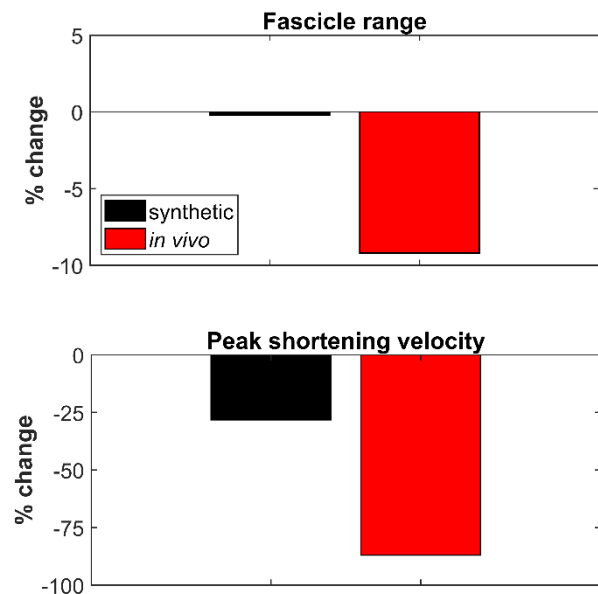 Fascicle range
5
0
-5
-10
% change
synthetic
in vivo
Peak shortening velocity
0
-25
-50
-75
-100
% change